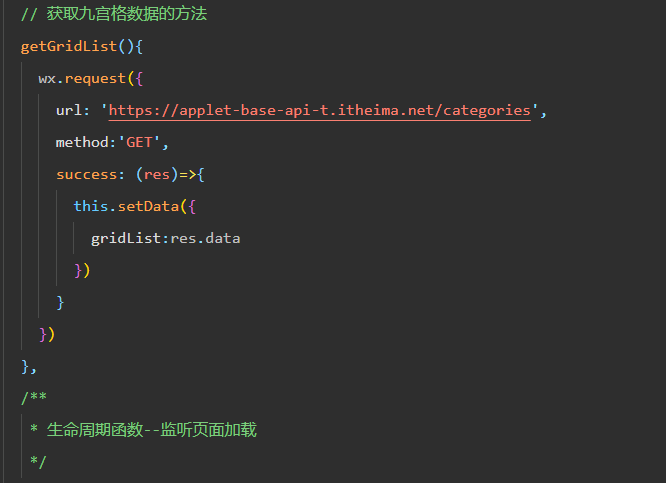 // 获取九宫格数据的方法
getGridList(){
wx.request({
url: 'https://applet-base-api-t.itheima.net/categories',
method:'GET',
success: (res)=>{
this.setData({
gridList:res.data
})
}
})
},
/**
* 生命周期函数--监听页面加载
*/